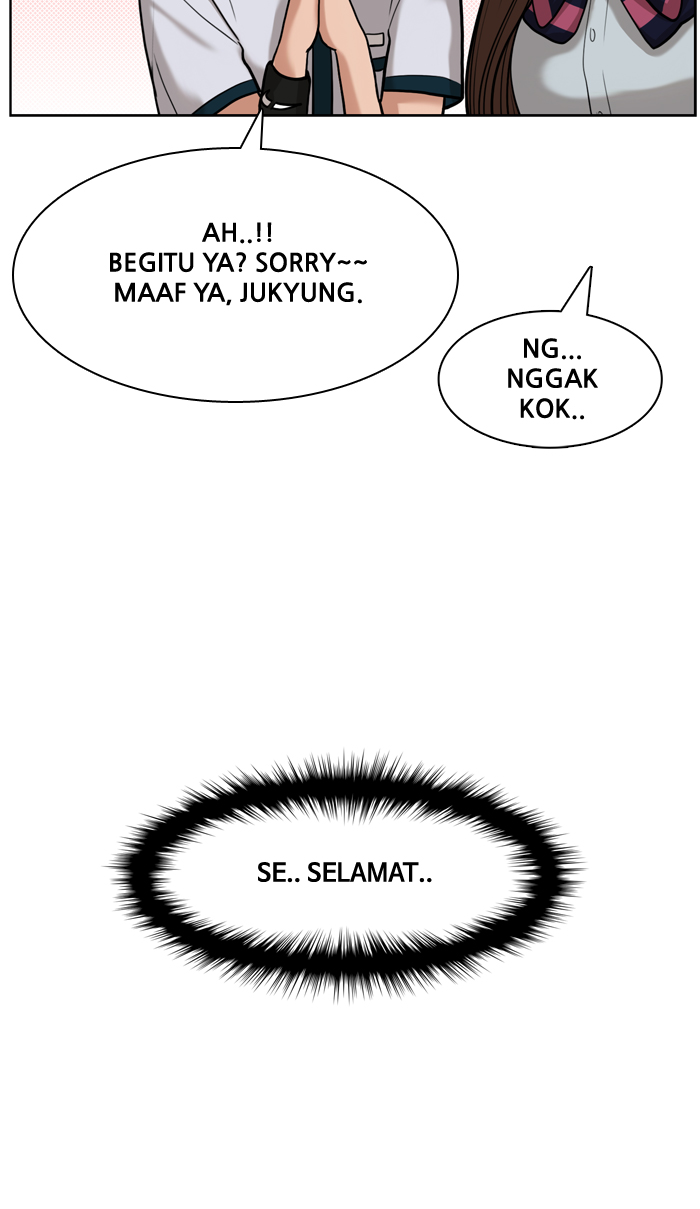 AH..!!
BEGITU YA? SORRY~~
MAAF YA, JUKYUNG.
NG...
NGGAK
KOK..
SE.. SELAMAT..